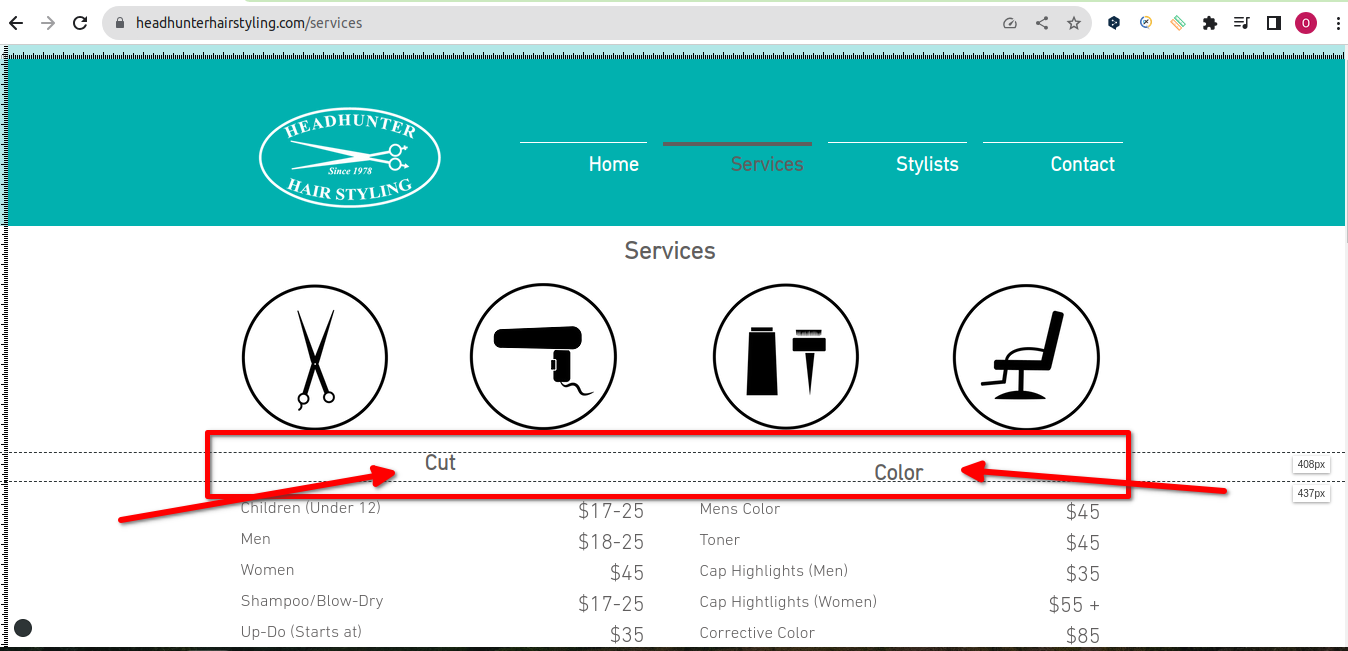 headhunterhairstyling.com/services
O
HEADHUNTER
Since 1978
HAIR STYLING
Home
Services
Stylists
Contact
Services
Cut
Color
408px
437px
Children (Under 12)
$17-25
Mens Color
$45
Men
$18-25
Toner
$45
Women
$45
Cap Highlights (Men)
$35
Shampoo/Blow-Dry
$17-25
Cap Hightlights (Women)
$55 +
Up-Do (Starts at)
$35
Corrective Color
$85